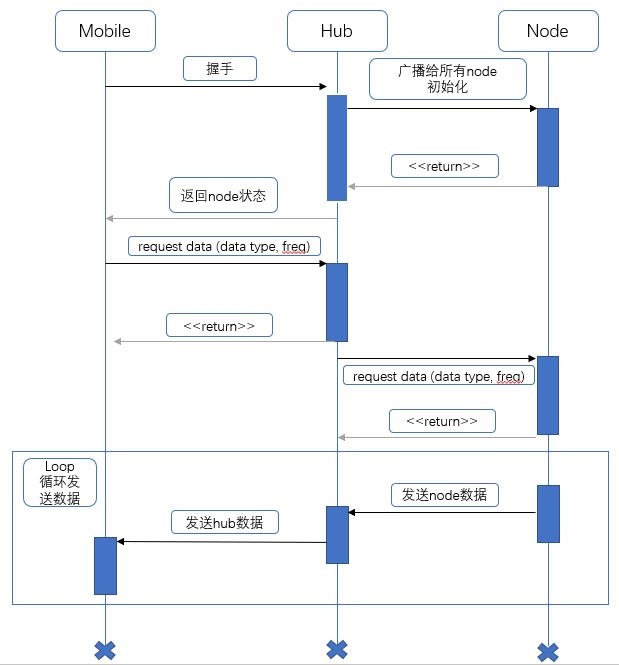 Mobile
Hub
Node
握手
广播给所有node
初始化
<<return>>
返回node状态
request data (data type, freq)
<<return>>
request data (data type, freq)
<<return>>
Loop
循环发
送数据
发送node数据
发送hub数据